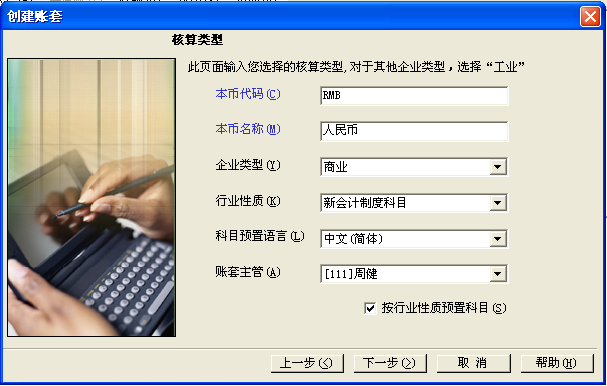 创建账套
核算类型
此页面输入您选择的核算类型,对于其他企业类型，选择“工业”
本币代码(C) RMB
本币名称(M) 人民币
企业类型(Y) 商业
行业性质(K) 新会计制度科目
科目预置语言(L) 中文(简体)
账套主管(A) [111]周健
按行业性质预置科目(S)
上一步(<) 下一步(>) 取 消 帮助(H)